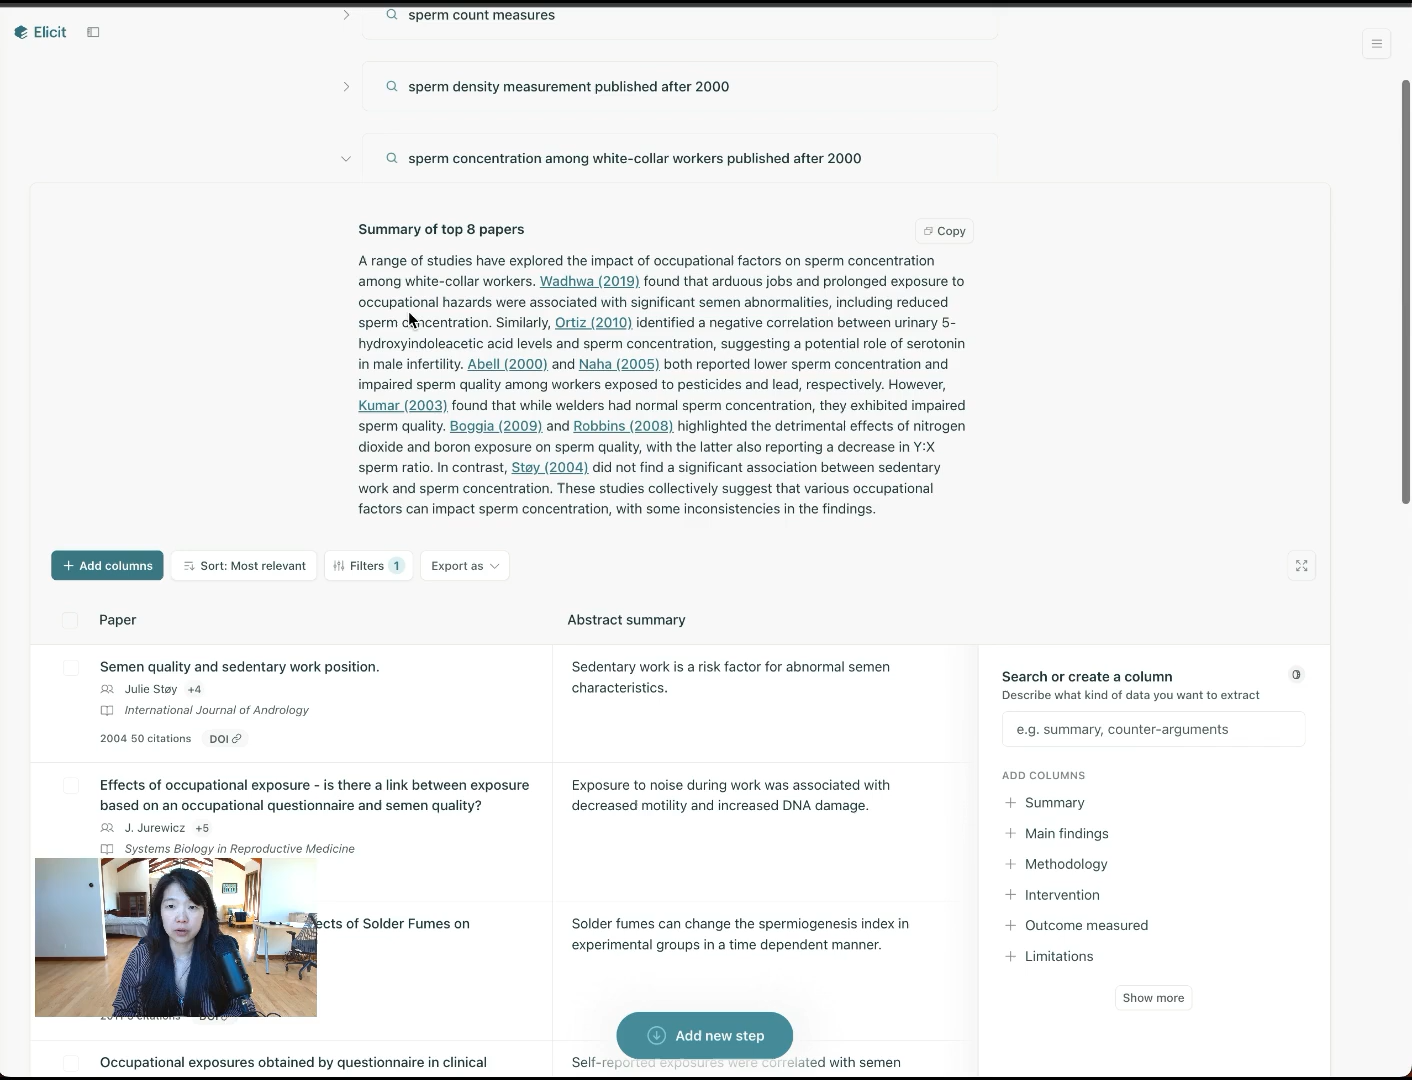 sperm count measures
Elicit
sperm density measurement published after 2000
sperm concentration among white-collar workers published after 2000
Summary of top 8 papers
Copy
A range of studies have explored the impact of occupational factors on sperm concentration
among white-collar workers. Wadhwa (2019) found that arduous jobs and prolonged exposure to
occupational hazards were associated with significant semen abnormalities, including reduced
sperm concentration. Similarly, Ortiz (2010) identified a negative correlation between urinary 5-
hydroxyindoleacetic acid levels and sperm concentration, suggesting a potential role of serotonin
in male infertility. Abell (2000) and Naha (2005) both reported lower sperm concentration and
impaired sperm quality among workers exposed to pesticides and lead, respectively. However,
Kumar (2003) found that while welders had normal sperm concentration, they exhibited impaired
sperm quality. Boggia (2009) and Robbins (2008) highlighted the detrimental effects of nitrogen
dioxide and boron exposure on sperm quality, with the latter also reporting a decrease in Y:X
sperm ratio. In contrast, Støy (2004) did not find a significant association between sedentary
work and sperm concentration. These studies collectively suggest that various occupational
factors can impact sperm concentration, with some inconsistencies in the findings.
Add columns
Sort: Most relevant
Filters 1
Export as
Paper
Abstract summary
Semen quality and sedentary work position.
Julie Støy +4
International Journal of Andrology
2004 50 citations DOI
Sedentary work is a risk factor for abnormal semen
characteristics.
Effects of occupational exposure - is there a link between exposure
based on an occupational questionnaire and semen quality?
J. Jurewicz +5
Systems Biology in Reproductive Medicine
Exposure to noise during work was associated with
decreased motility and increased DNA damage.
ects of Solder Fumes on
Solder fumes can change the spermiogenesis index in
experimental groups in a time dependent manner.
Occupational exposures obtained by questionnaire in clinical
Self-reported exposures were correlated with semen
Search or create a column
Describe what kind of data you want to extract
e.g. summary, counter-arguments
ADD COLUMNS
Summary
Main findings
Methodology
Intervention
Outcome measured
Limitations
Show more
Add new step